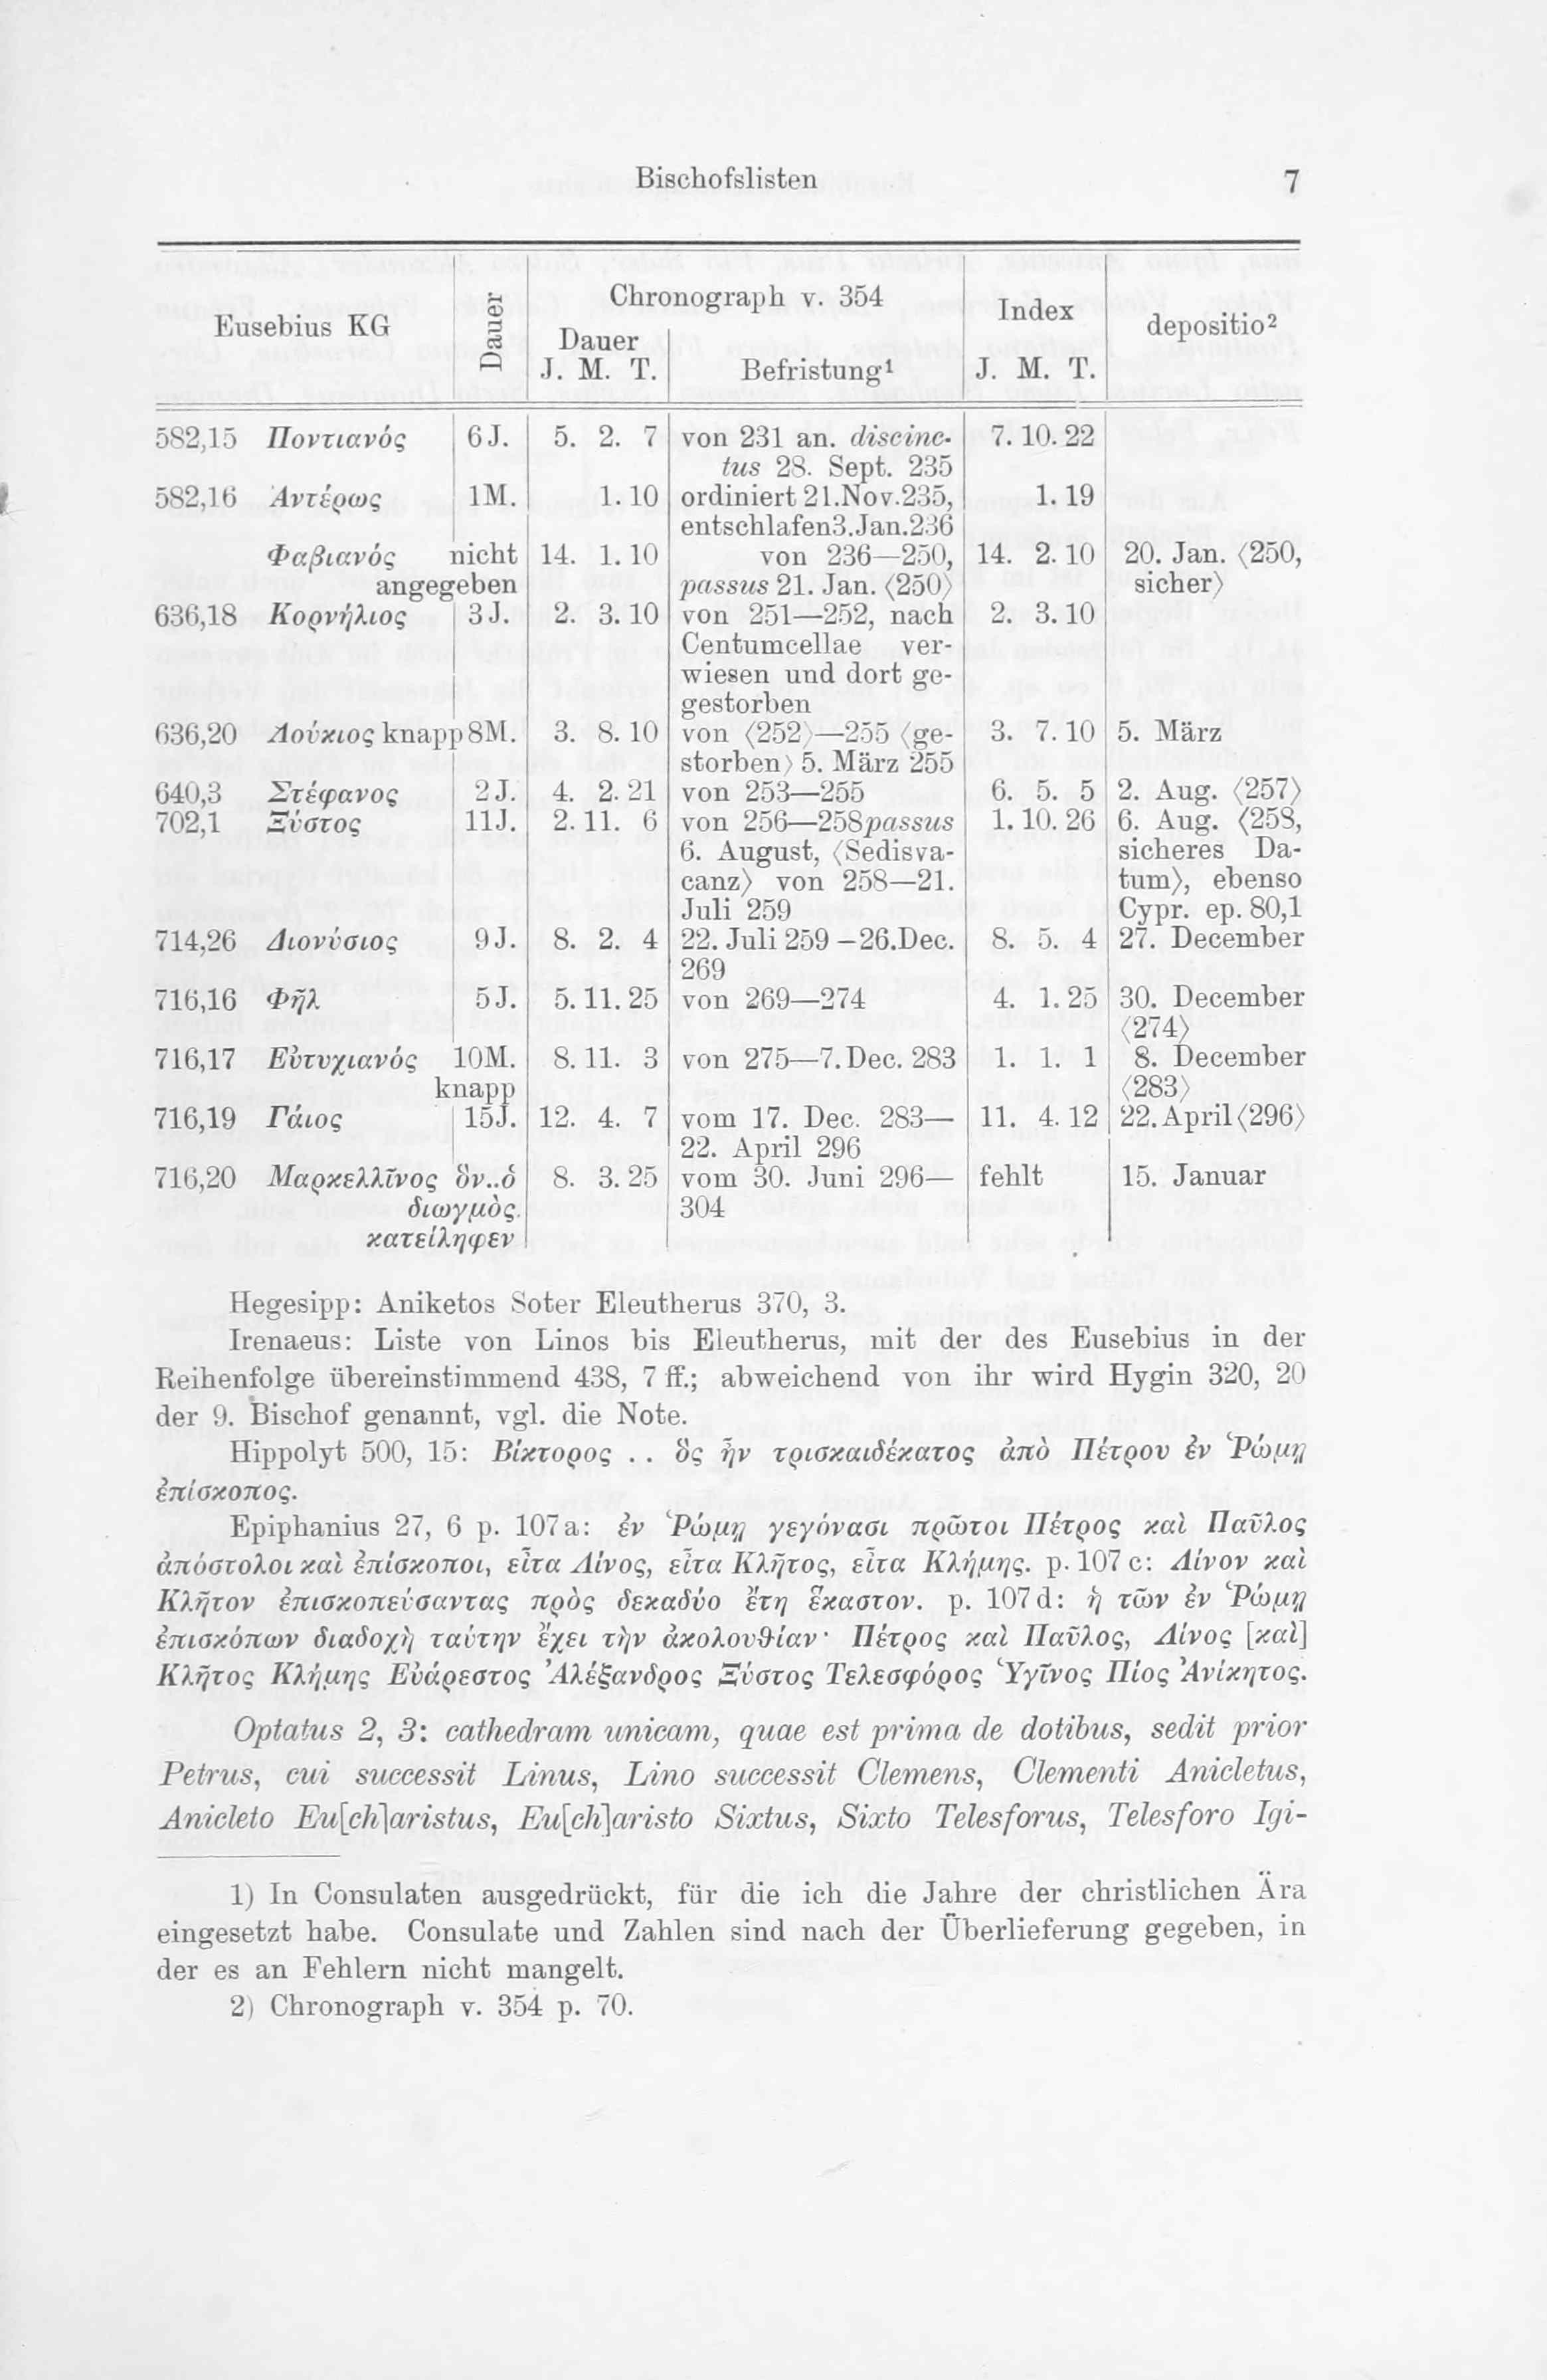 Bischofslisten 7
Eusebius KG Dauer Chronograph v. 354 Index depositio²
Dauer
J. M. T. Befristung¹ J. M. T.
582,15 Ποντιανός 6 J. 5. 2. 7 von 231 an. discinc- 7. 10. 22
tus 28. Sept. 235
582,16 Ἀντέρως 1 M. 1. 10 ordiniert 21. Nov. 235, 1. 19
entschlafen 3. Jan. 236
Φαβιανός nicht 14. 1. 10 von 236—250, 14. 2. 10 20. Jan. ⟨250,
angegeben passus 21. Jan. ⟨250⟩ sicher⟩
636,18 Κορνήλιος 3 J. 2. 3. 10 von 251—252, nach 2. 3. 10
Centumcellae ver-
wiesen und dort ge-
gestorben
636,20 Λούκιος knapp 8 M. 3. 8. 10 von ⟨252⟩—255 ⟨ge- 3. 7. 10 5. März
storben⟩ 5. März 255
640,3 Στέφανος 2 J. 4. 2. 21 von 253—255 6. 5. 5 2. Aug. ⟨257⟩
702,1 Ξύστος 11 J. 2. 11. 6 von 256—258 passus 1. 10. 26 6. Aug. ⟨258,
6. August, ⟨Sedisva- sicheres Da-
canz⟩ von 258—21. tum⟩, ebenso
Juli 259 Cypr. ep. 80,1
714,26 Διονύσιος 9 J. 8. 2. 4 22. Juli 259 – 26. Dec. 8. 5. 4 27. December
269
716,16 Φῆλ 5 J. 5. 11. 25 von 269—274 4. 1. 25 30. December
⟨274⟩
716,17 Εὐτυχιανός 10 M. 8. 11. 3 von 275—7. Dec. 283 1. 1. 1 8. December
knapp ⟨283⟩
716,19 Γάιος 15 J. 12. 4. 7 vom 17. Dec. 283— 11. 4. 12 22. April ⟨296⟩
22. April 296
716,20 Μαρκελλῖνος ὃν..ὁ 8. 3. 25 vom 30. Juni 296— fehlt 15. Januar
διωγμὸς 304
κατείληφεν
Hegesipp: Aniketos Soter Eleutherus 370, 3.
Irenaeus: Liste von Linos bis Eleutherus, mit der des Eusebius in der
Reihenfolge übereinstimmend 438, 7 ff.; abweichend von ihr wird Hygin 320, 20
der 9. Bischof genannt, vgl. die Note.
Hippolyt 500, 15: Βίκτορος .. ὃς ἦν τρισκαιδέκατος ἀπὸ Πέτρου ἐν Ῥώμῃ
ἐπίσκοπος.
Epiphanius 27, 6 p. 107 a: ἐν Ῥώμῃ γεγόνασι πρῶτοι Πέτρος καὶ Παῦλος
ἀπόστολοι καὶ ἐπίσκοποι, εἶτα Λίνος, εἶτα Κλῆτος, εἶτα Κλήμης. p. 107 c: Λίνον καὶ
Κλῆτον ἐπισκοπεύσαντας πρὸς δεκαδύο ἔτη ἕκαστον. p. 107 d: ἡ τῶν ἐν Ῥώμῃ
ἐπισκόπων διαδοχὴ ταύτην ἔχει τὴν ἀκολουθίαν· Πέτρος καὶ Παῦλος, Λίνος [καὶ]
Κλῆτος Κλήμης Εὐάρεστος Ἀλέξανδρος Ξύστος Τελεσφόρος Ὑγῖνος Πίος Ἀνίκητος.
Optatus 2, 3: cathedram unicam, quae est prima de dotibus, sedit prior
Petrus, cui successit Linus, Lino successit Clemens, Clementi Anicletus,
Anicleto Eu[ch]aristus, Eu[ch]aristo Sixtus, Sixto Telesforus, Telesforo Igi-
1) In Consulaten ausgedrückt, für die ich die Jahre der christlichen Ära
eingesetzt habe. Consulate und Zahlen sind nach der Überlieferung gegeben, in
der es an Fehlern nicht mangelt.
2) Chronograph v. 354 p. 70.